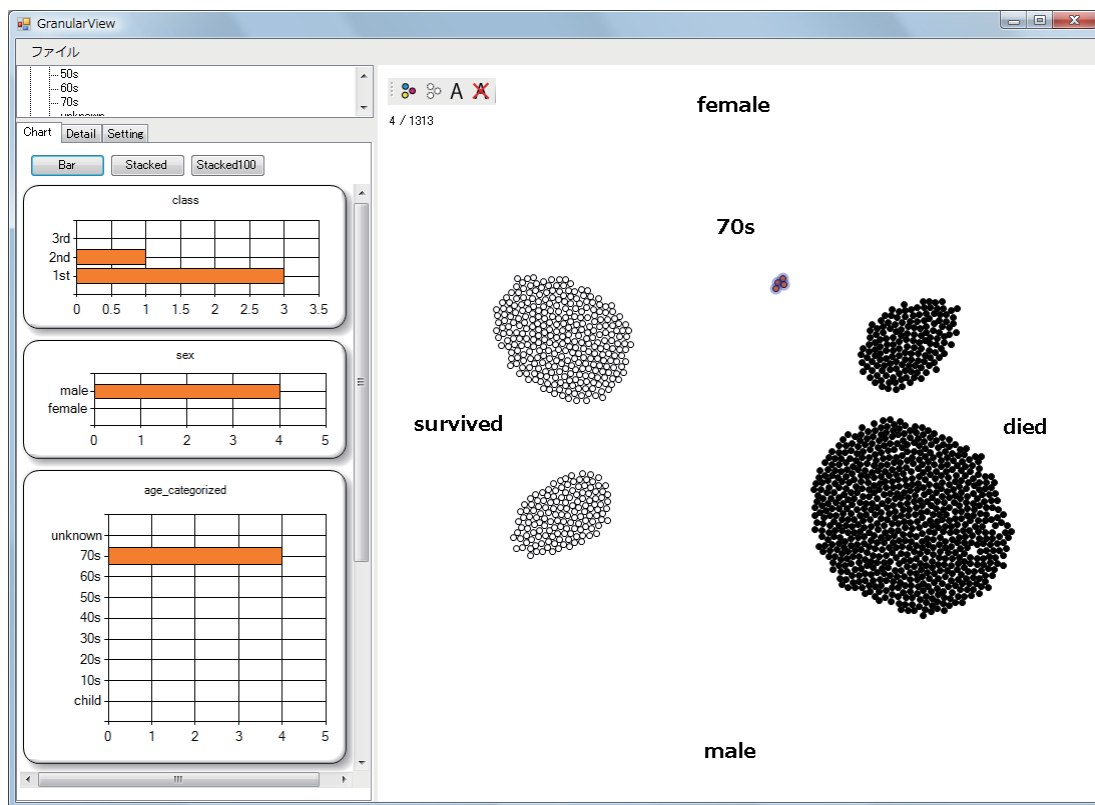 GranularView
ファイル
50s
60s
70s
unknown
Chart Detail Setting
Bar Stacked Stacked100
class
3rd
2nd
1st
0 0.5 1 1.5 2 2.5 3 3.5
sex
male
female
0 1 2 3 4 5
age_categorized
unknown
70s
60s
50s
40s
30s
20s
10s
child
0 1 2 3 4 5
A A
4 / 1313
female
70s
survived
died
male